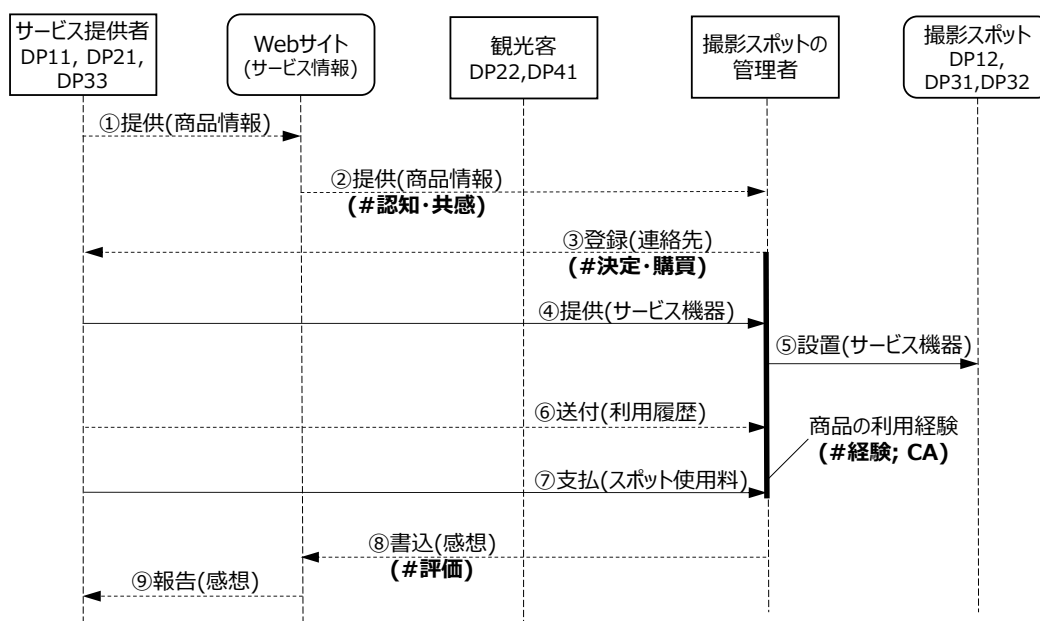 サービス提供者
DP11, DP21,
DP33
Webサイト
(サービス情報)
観光客
DP22,DP41
撮影スポットの
管理者
撮影スポット
DP12,
DP31,DP32
①提供(商品情報)
②提供(商品情報)
(#認知・共感)
③登録(連絡先)
(#決定・購買)
④提供(サービス機器)
⑤設置(サービス機器)
⑥送付(利用履歴)
商品の利用経験
(#経験; CA)
⑦支払(スポット使用料)
⑧書込(感想)
(#評価)
⑨報告(感想)